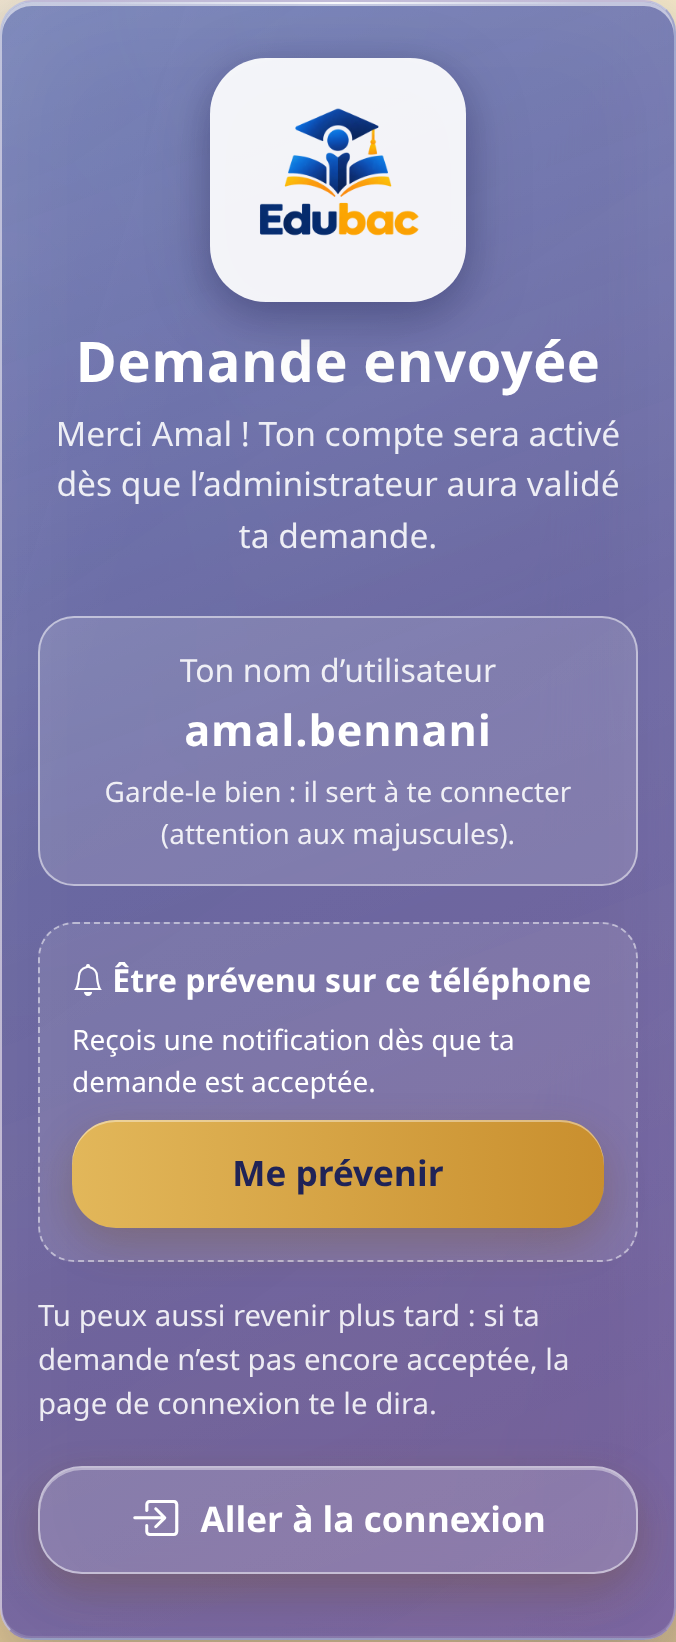 Edubac
Demande envoyée
Merci Amal ! Ton compte sera activé
dès que l’administrateur aura validé
ta demande.
Ton nom d’utilisateur
amal.bennani
Garde-le bien : il sert à te connecter
(attention aux majuscules).
Être prévenu sur ce téléphone
Reçois une notification dès que ta
demande est acceptée.
Me prévenir
Tu peux aussi revenir plus tard : si ta
demande n’est pas encore acceptée, la
page de connexion te le dira.
Aller à la connexion